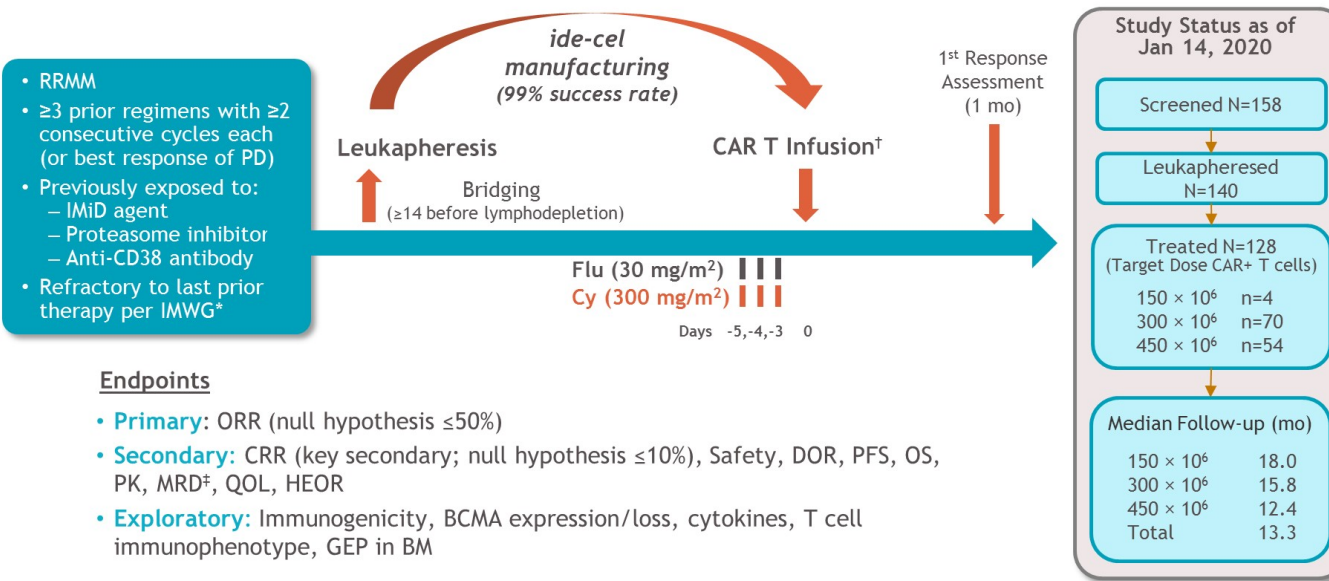 • RRMM
• ≥3 prior regimens with ≥2
consecutive cycles each
(or best response of PD)
• Previously exposed to:
– IMiD agent
– Proteasome inhibitor
– Anti-CD38 antibody
• Refractory to last prior
therapy per IMWG*
ide-cel
manufacturing
(99% success rate)
Leukapheresis
CAR T Infusion†
1st Response
Assessment
(1 mo)
Bridging
(≥14 before lymphodepletion)
Flu (30 mg/m²)
Cy (300 mg/m²)
Days -5,-4,-3 0
Endpoints
• Primary: ORR (null hypothesis ≤50%)
• Secondary: CRR (key secondary; null hypothesis ≤10%), Safety, DOR, PFS, OS,
PK, MRD‡, QOL, HEOR
• Exploratory: Immunogenicity, BCMA expression/loss, cytokines, T cell
immunophenotype, GEP in BM
Study Status as of
Jan 14, 2020
Screened N=158
Leukapheresed
N=140
Treated N=128
(Target Dose CAR+ T cells)
150 × 10⁶ n=4
300 × 10⁶ n=70
450 × 10⁶ n=54
Median Follow-up (mo)
150 × 10⁶ 18.0
300 × 10⁶ 15.8
450 × 10⁶ 12.4
Total 13.3